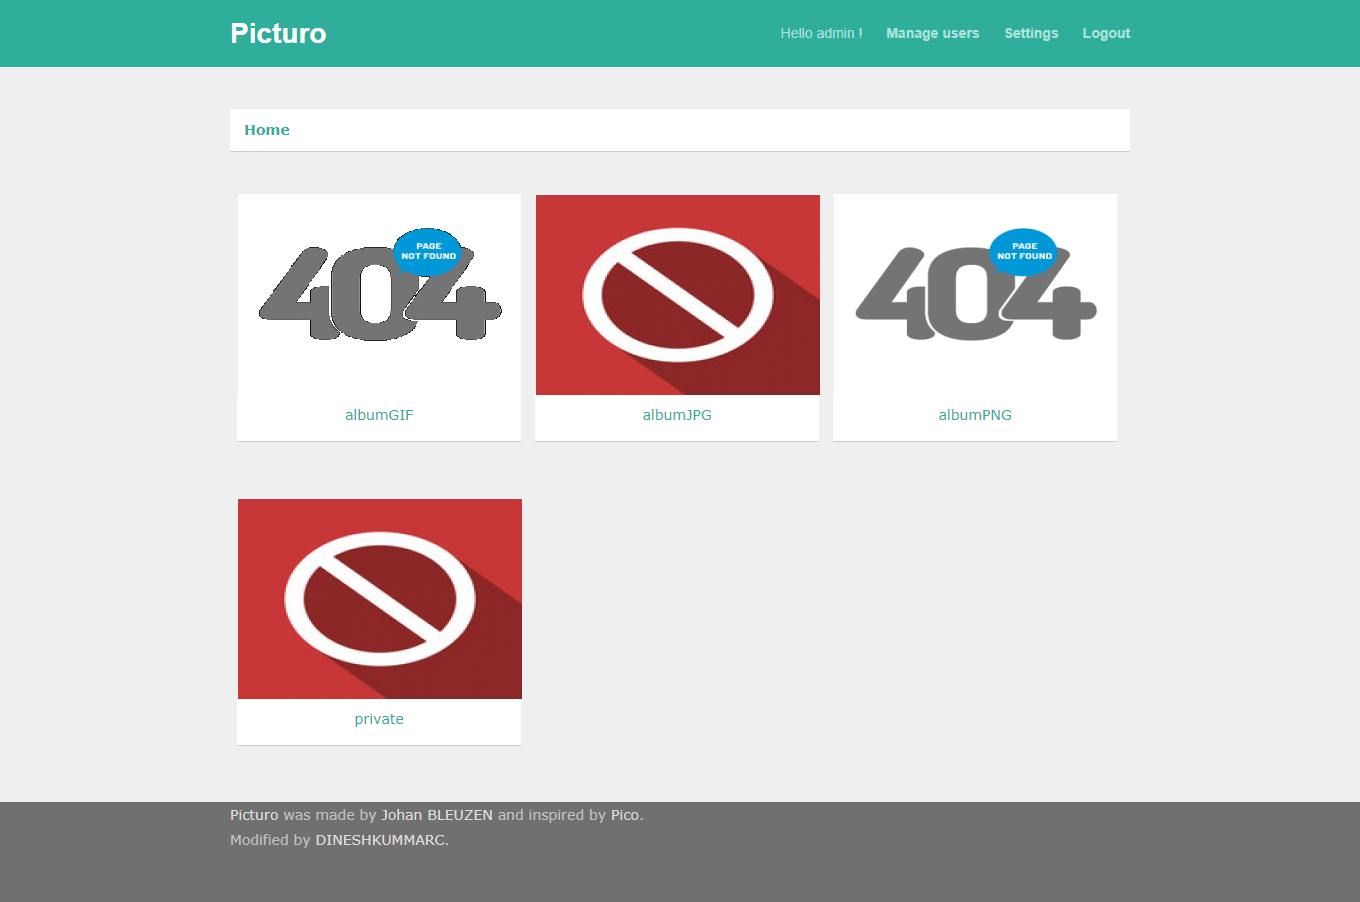 Picturo
Hello admin ! Manage users Settings Logout
Home
404
PAGE
NOT FOUND
404
PAGE
NOT FOUND
albumGIF albumJPG albumPNG
private
Picturo was made by Johan BLEUZEN and inspired by Pico.
Modified by DINESHKUMMARC.